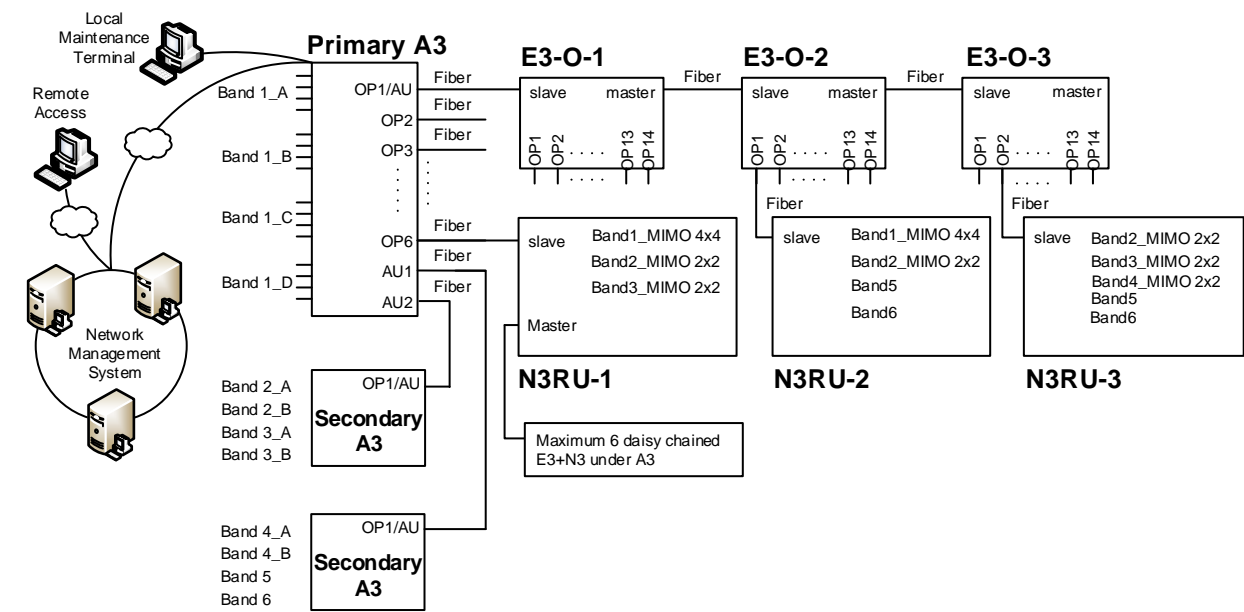 Local
Maintenance
Terminal
Remote
Access
Network
Management
System
Primary A3
Band 1_A
Band 1_B
Band 1_C
Band 1_D
OP1/AU
OP2
OP3
OP6
AU1
AU2
Fiber
Fiber
Fiber
Fiber
Fiber
Fiber
E3-O-1
slave master
OP1
OP2
OP13
OP14
Fiber
E3-O-2
slave master
OP1
OP2
OP13
OP14
Fiber
E3-O-3
slave master
OP1
OP2
OP13
OP14
slave
Band1_MIMO 4x4
Band2_MIMO 2x2
Band3_MIMO 2x2
Master
N3RU-1
Fiber
slave
Band1_MIMO 4x4
Band2_MIMO 2x2
Band5
Band6
N3RU-2
Fiber
slave
Band2_MIMO 2x2
Band3_MIMO 2x2
Band4_MIMO 2x2
Band5
Band6
N3RU-3
Maximum 6 daisy chained
E3+N3 under A3
Band 2_A
Band 2_B
Band 3_A
Band 3_B
OP1/AU
Secondary
A3
Band 4_A
Band 4_B
Band 5
Band 6
OP1/AU
Secondary
A3